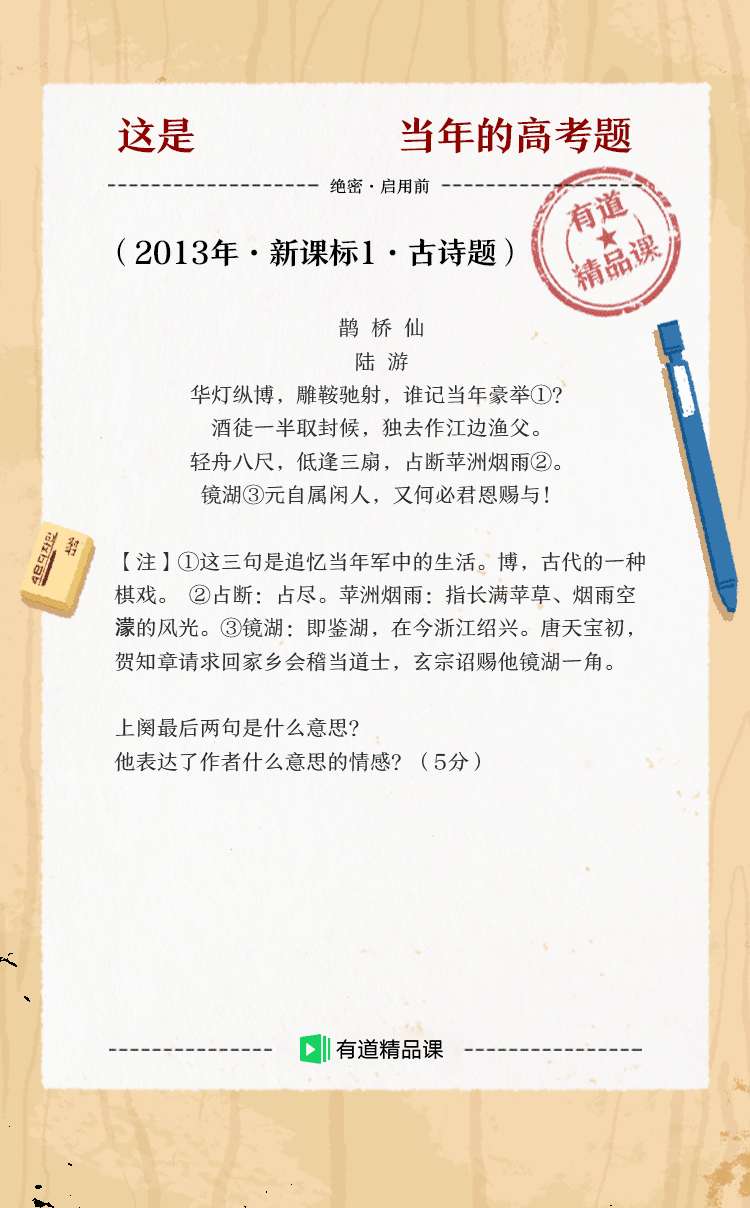 这是 当年的高考题
绝密·启用前
有道
精品课
（2013年·新课标1·古诗题）
鹊 桥 仙
陆 游
华灯纵博，雕鞍驰射，谁记当年豪举①？
酒徒一半取封候，独去作江边渔父。
轻舟八尺，低逢三扇，占断苹洲烟雨②。
镜湖③元自属闲人，又何必君恩赐与！
【注】①这三句是追忆当年军中的生活。博，古代的一种
棋戏。 ②占断：占尽。苹洲烟雨：指长满苹草、烟雨空
濛的风光。③镜湖：即鉴湖，在今浙江绍兴。唐天宝初，
贺知章请求回家乡会稽当道士，玄宗诏赐他镜湖一角。
上阕最后两句是什么意思？
他表达了作者什么意思的情感？（5分）
有道精品课